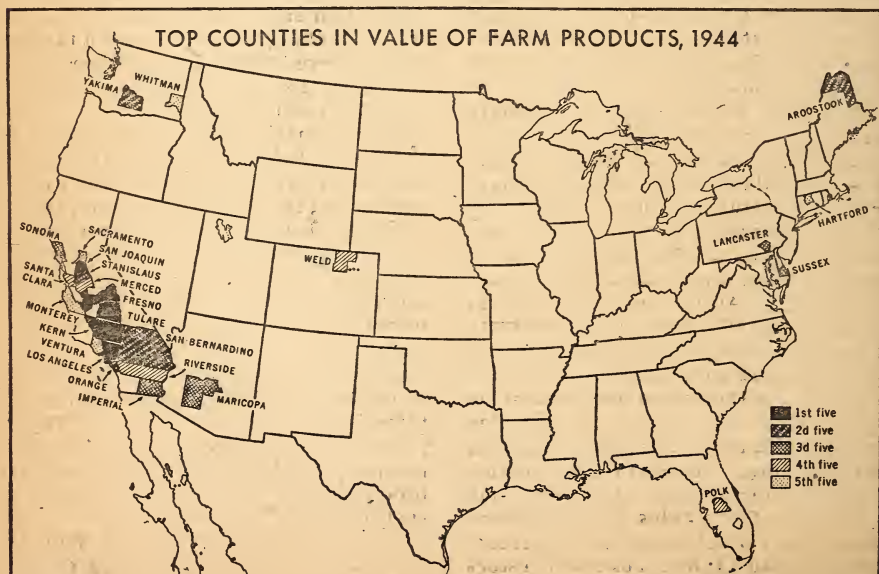 TOP COUNTIES IN VALUE OF FARM PRODUCTS, 1944
WHITMAN
YAKIMA
AROOSTOOK
HARTFORD
LANCASTER
SUSSEX
SONOMA
SACRAMENTO
SAN JOAQUIN
STANISLAUS
MERCED
SANTA
CLARA
FRESNO
TULARE
MONTEREY
KERN
VENTURA
LOS ANGELES
ORANGE
IMPERIAL
SAN BERNARDINO
RIVERSIDE
MARICOPA
WELD
POLK
1st five
2d five
3d five
4th five
5th five